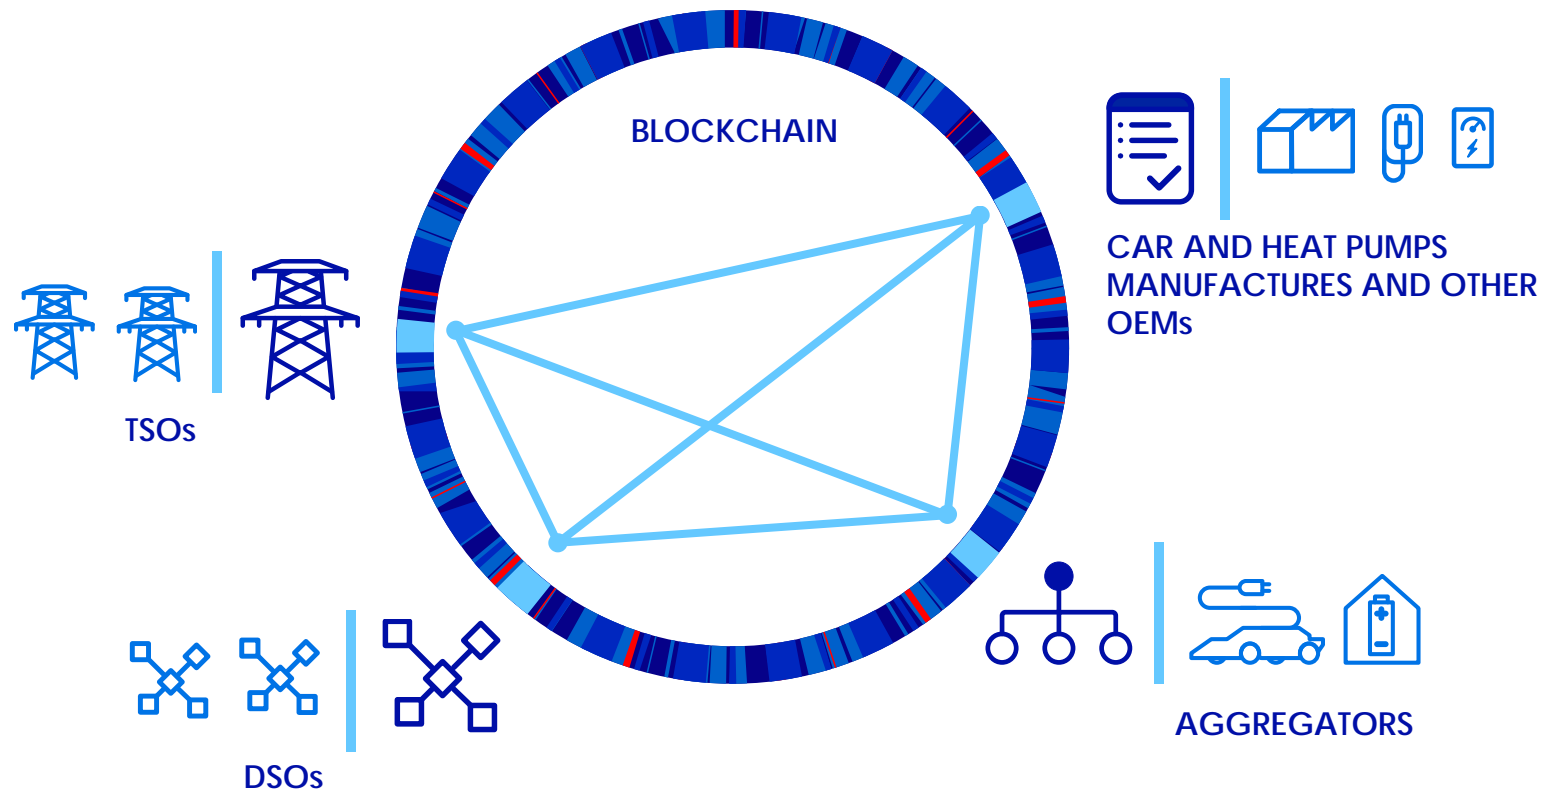 BLOCKCHAIN
CAR AND HEAT PUMPS
MANUFACTURES AND OTHER
OEMs
TSOs
AGGREGATORS
DSOs